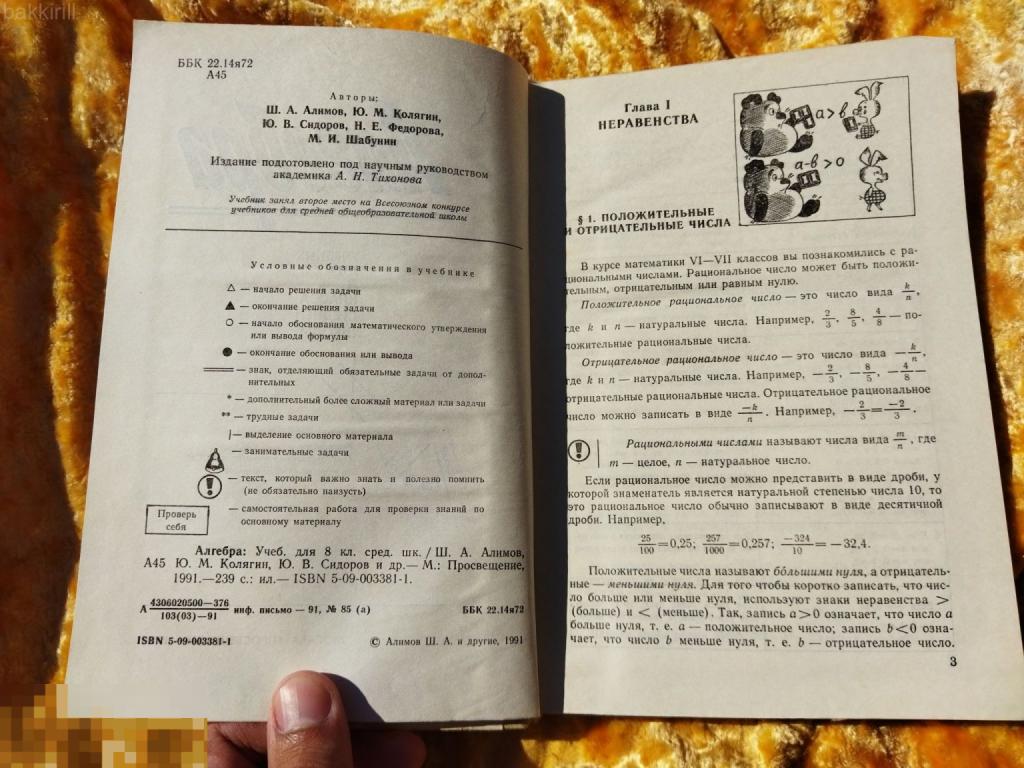 bakkirill
ББК 22.14я72
А45
Авторы:
Ш. А. Алимов, Ю. М. Колягин,
Ю. В. Сидоров, Н. Е. Федорова,
М. И. Шабунин
Издание подготовлено под научным руководством
академика А. Н. Тихонова
Учебник занял второе место на Всесоюзном конкурсе
учебников для средней общеобразовательной школы
Условные обозначения в учебнике
△ — начало решения задачи
▲ — окончание решения задачи
○ — начало обоснования математического утверждения
или вывода формулы
● — окончание обоснования или вывода
— знак, отделяющий обязательные задачи от допол-
нительных
* — дополнительный более сложный материал или задачи
** — трудные задачи
| — выделение основного материала
— занимательные задачи
! — текст, который важно знать и полезно помнить
(не обязательно наизусть)
Проверь
себя
— самостоятельная работа для проверки знаний по
основному материалу
Алгебра: Учеб. для 8 кл. сред. шк. / Ш. А. Алимов,
А45 Ю. М. Колягин, Ю. В. Сидоров и др.— М.: Просвещение,
1991.—239 с.: ил.— ISBN 5-09-003381-1.
А 4306020500—376/103(03)—91 инф. письмо — 91, № 85 (а) ББК 22.14я72
ISBN 5-09-003381-1 © Алимов Ш. А. и другие, 1991
Глава I
НЕРАВЕНСТВА
a > b
a-b > 0
§ 1. ПОЛОЖИТЕЛЬНЫЕ
И ОТРИЦАТЕЛЬНЫЕ ЧИСЛА
В курсе математики VI—VII классов вы познакомились с ра-
циональными числами. Рациональное число может быть положи-
тельным, отрицательным или равным нулю.
Положительное рациональное число — это число вида k/n,
где k и n — натуральные числа. Например, 2/3, 8/5, 4/8 — по-
ложительные рациональные числа.
Отрицательное рациональное число — это число вида —k/n,
где k и n — натуральные числа. Например, —2/3, —8/5, —4/8 —
отрицательные рациональные числа. Отрицательное рациональное
число можно записать в виде —k/n. Например, —2/3 = —2/3.
! Рациональными числами называют числа вида m/n, где
m — целое, n — натуральное число.
Если рациональное число можно представить в виде дроби, у
которой знаменатель является натуральной степенью числа 10, то
это рациональное число обычно записывают в виде десятичной
дроби. Например,
25/100 = 0,25; 257/1000 = 0,257; —324/10 = —32,4.
Положительные числа называют бо́льшими нуля, а отрицатель-
ные — меньшими нуля. Для того чтобы коротко записать, что чис-
ло больше или меньше нуля, используют знаки неравенства >
(больше) и < (меньше). Так, запись a > 0 означает, что число a
больше нуля, т. е. a — положительное число; запись b < 0 озна-
чает, что число b меньше нуля, т. е. b — отрицательное число.
3